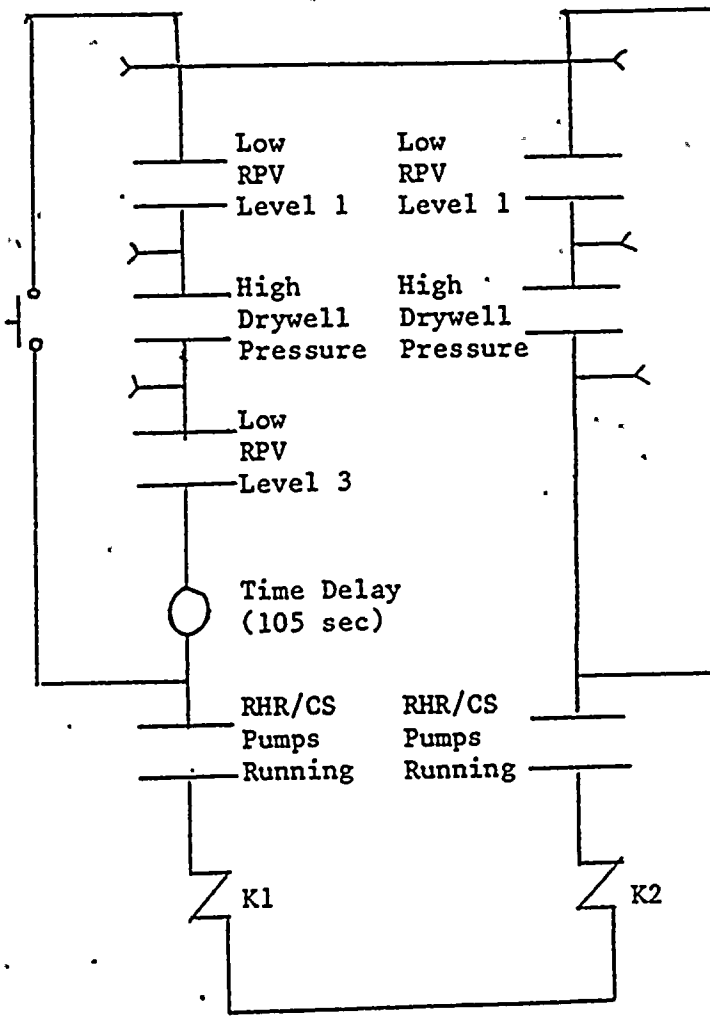 Low
RPV
Level 1
Low
RPV
Level 1
High
Drywell
Pressure
High
Drywell
Pressure
Low
RPV
Level 3
Time Delay
(105 sec)
RHR/CS
Pumps
Running
RHR/CS
Pumps
Running
K1
K2